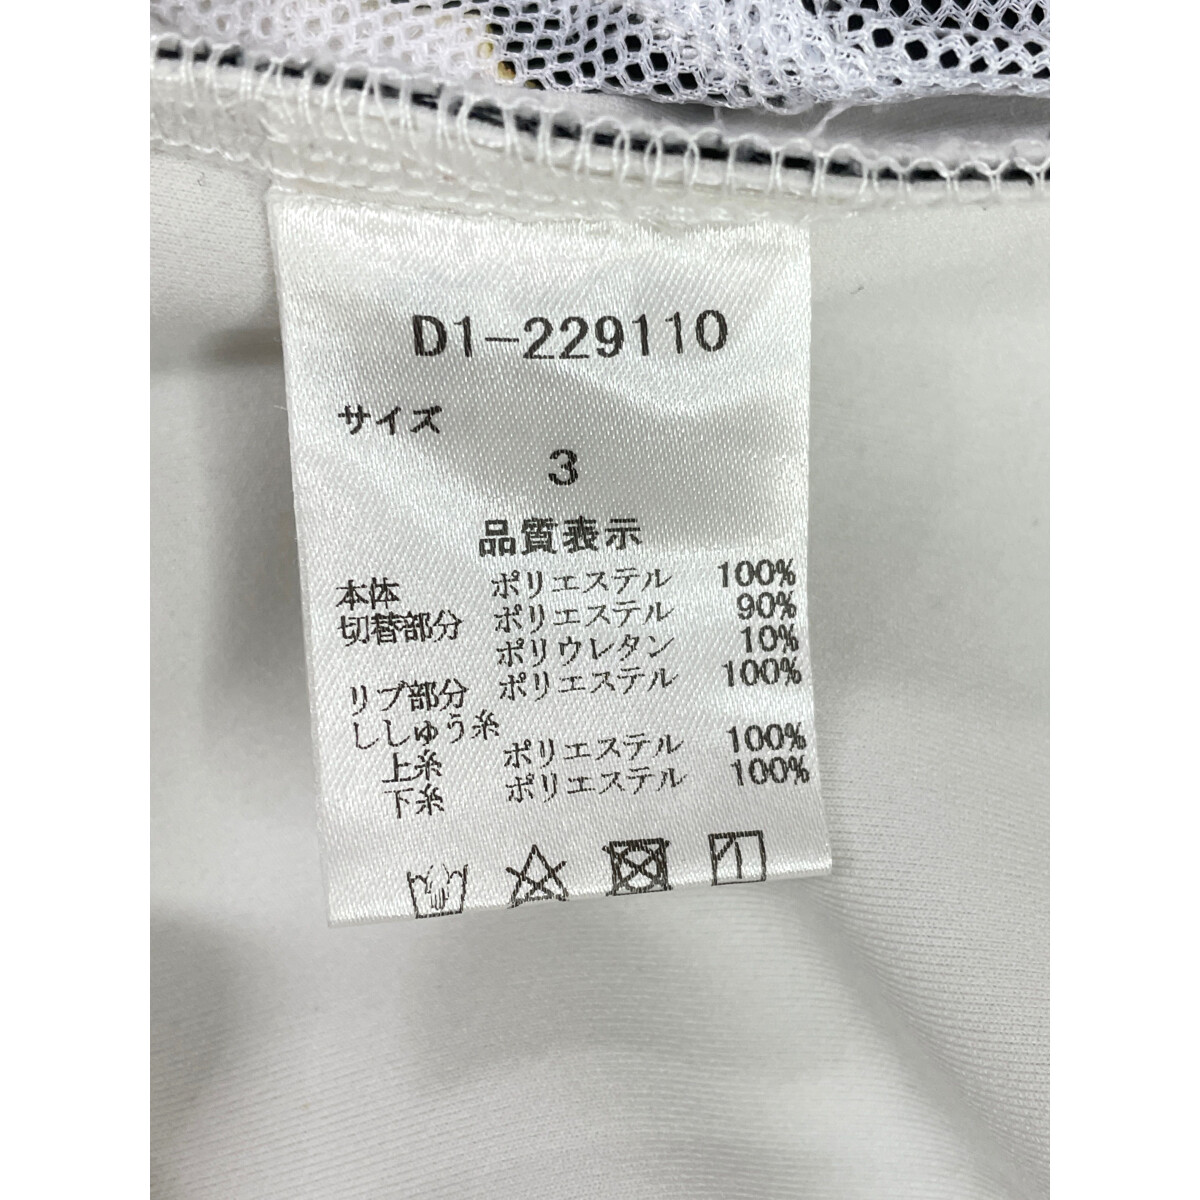 D1-229110
サイズ
3
品質表示
本体 ポリエステル 100%
切替部分 ポリエステル 90%
ポリウレタン 10%
リブ部分 ポリエステル 100%
ししゅう糸
上糸 ポリエステル 100%
下糸 ポリエステル 100%